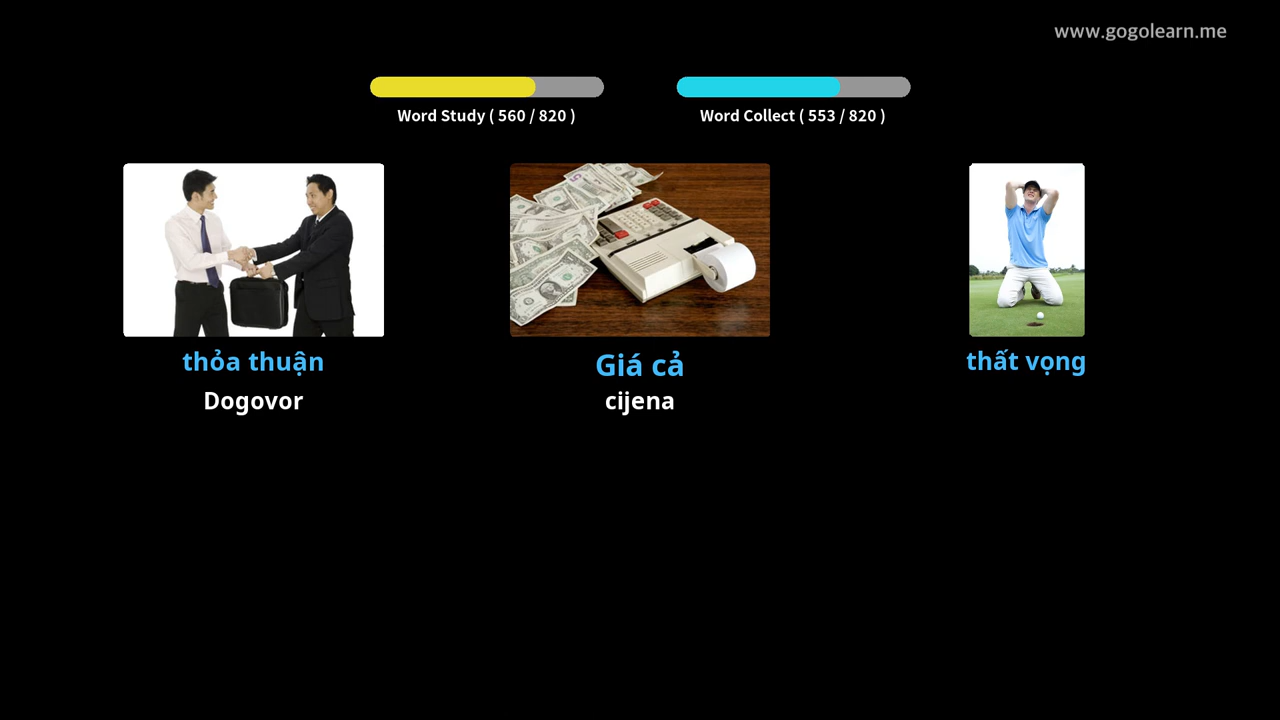 www.gogolearn.me
Word Study ( 560 / 820 )
Word Collect ( 553 / 820 )
thỏa thuận
Dogovor
Giá cả
cijena
thất vọng